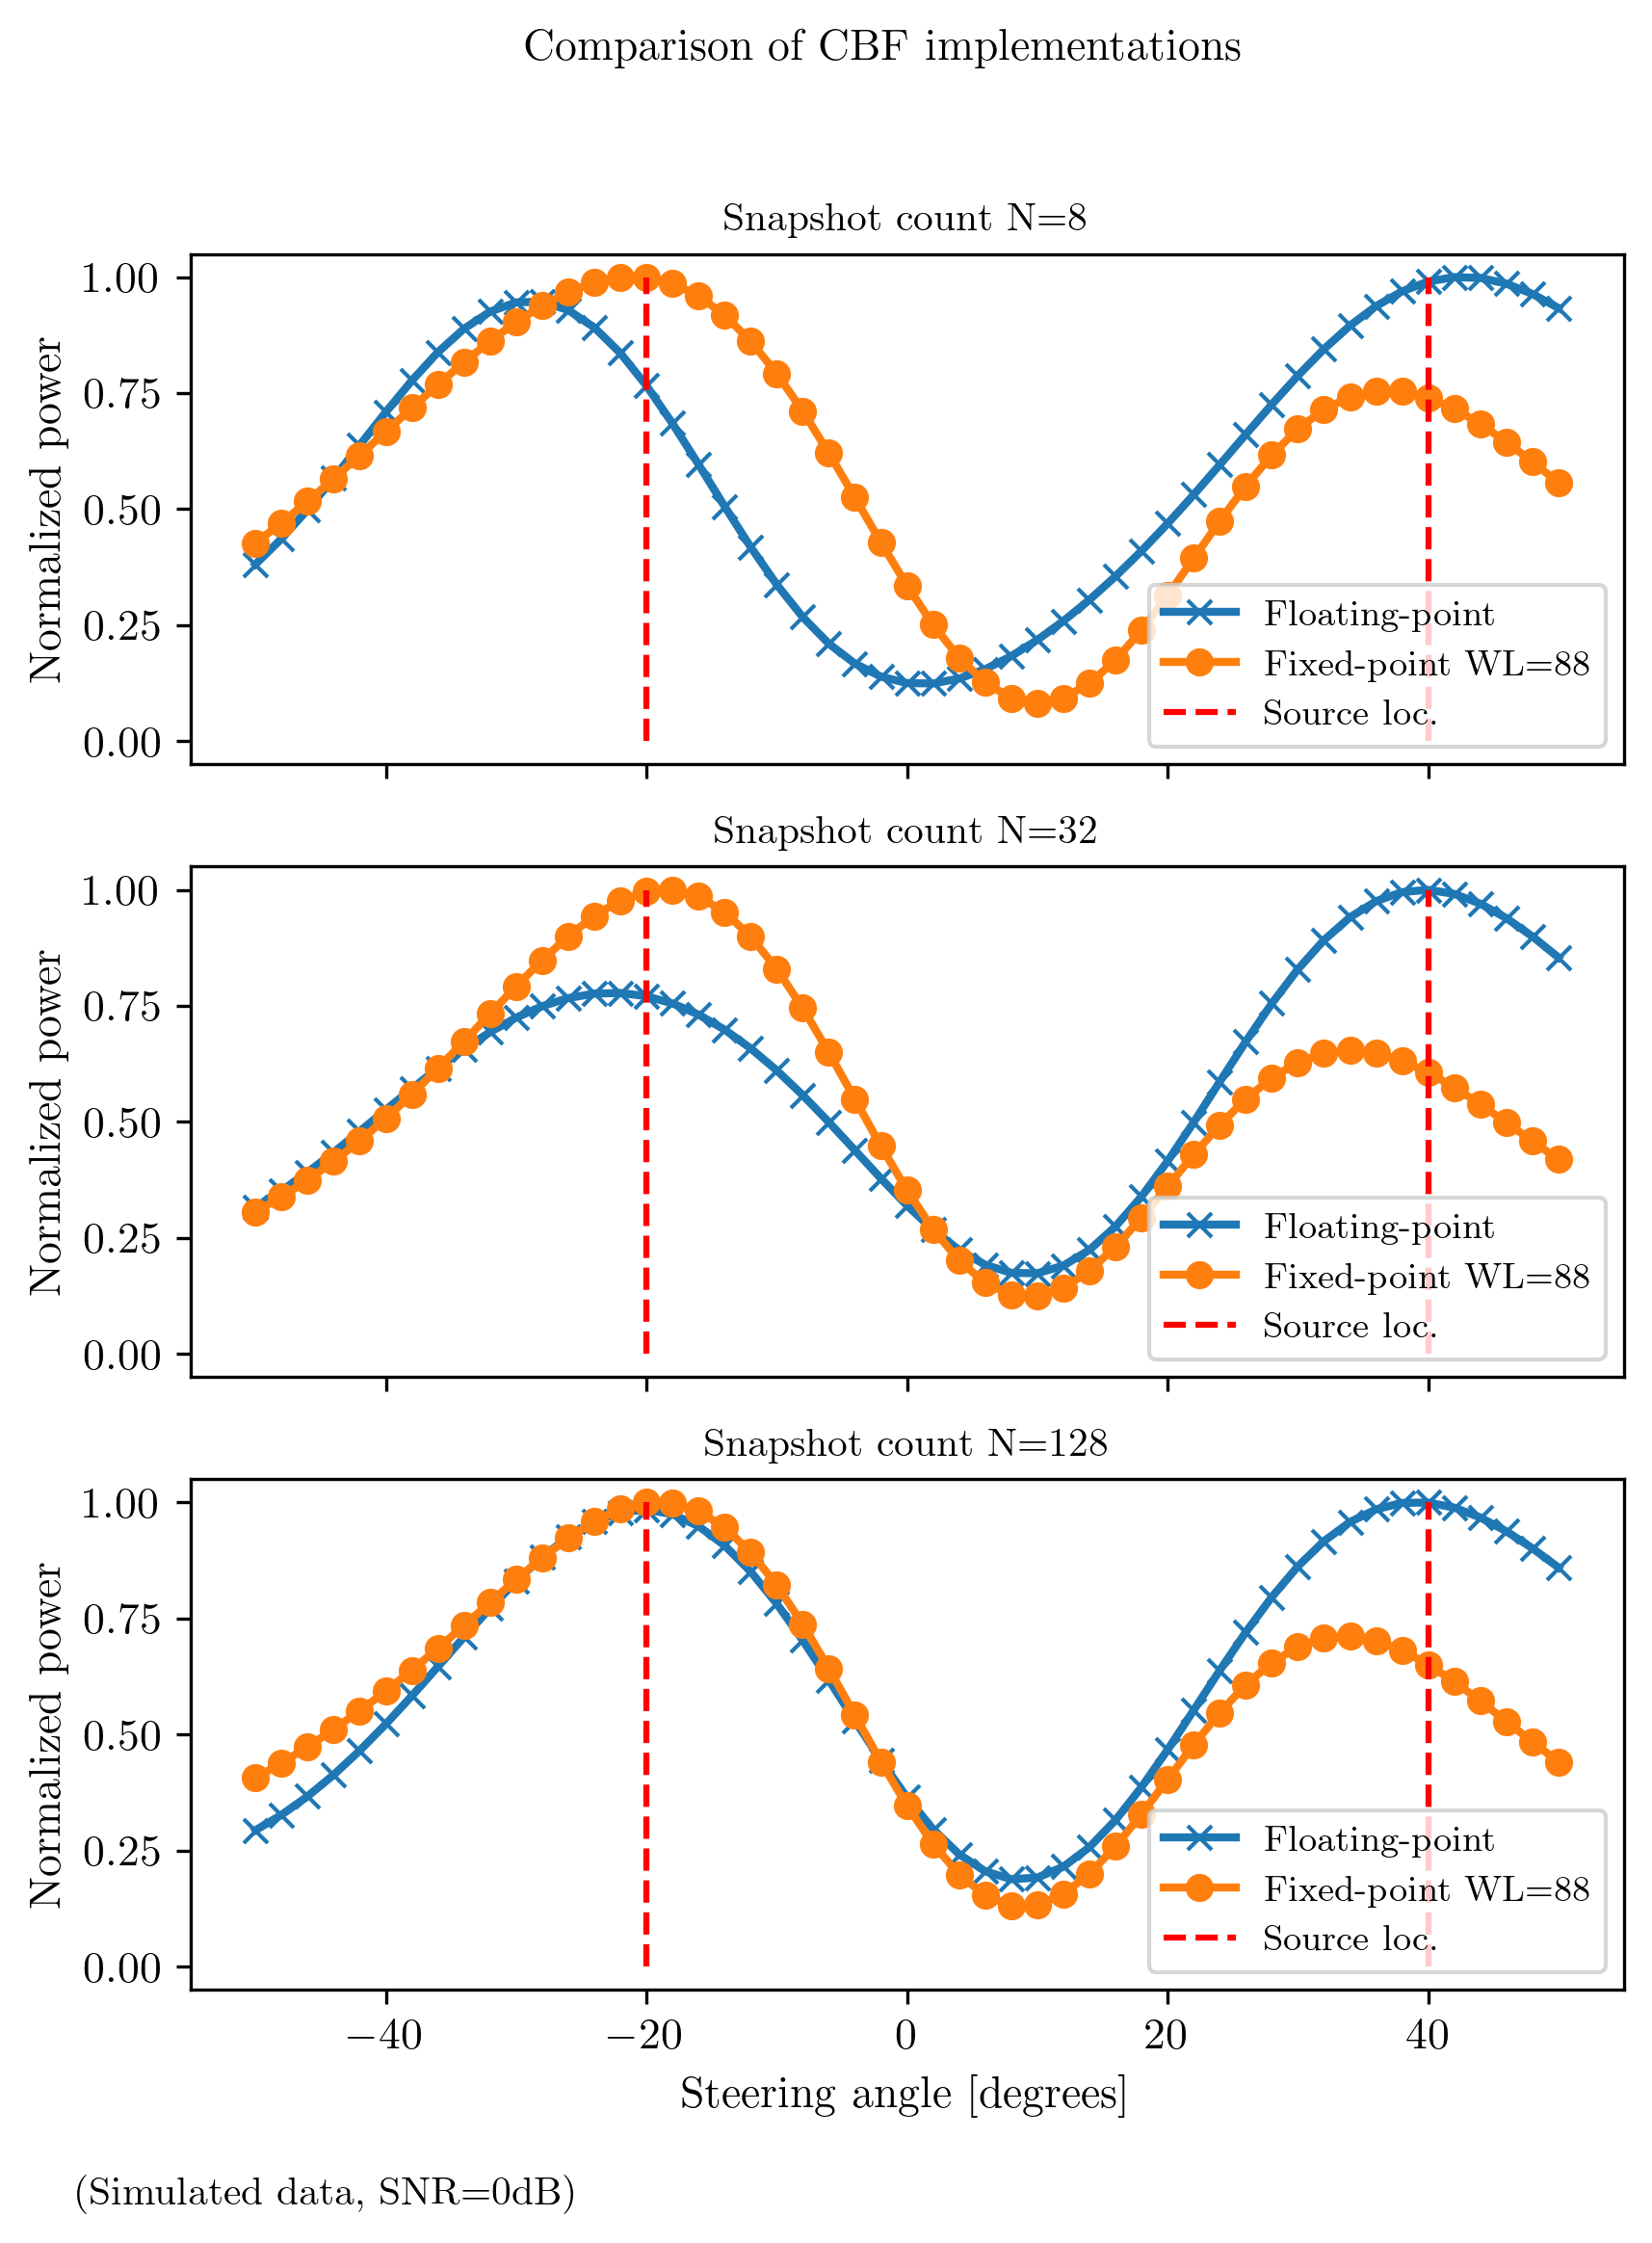 Comparison of CBF implementations
Snapshot count N=8
Normalized power
1.00
0.75
0.50
0.25
0.00
Floating-point
Fixed-point WL=88
Source loc.
Snapshot count N=32
Normalized power
1.00
0.75
0.50
0.25
0.00
Floating-point
Fixed-point WL=88
Source loc.
Snapshot count N=128
Normalized power
1.00
0.75
0.50
0.25
0.00
Floating-point
Fixed-point WL=88
Source loc.
−40 −20 0 20 40
Steering angle [degrees]
(Simulated data, SNR=0dB)